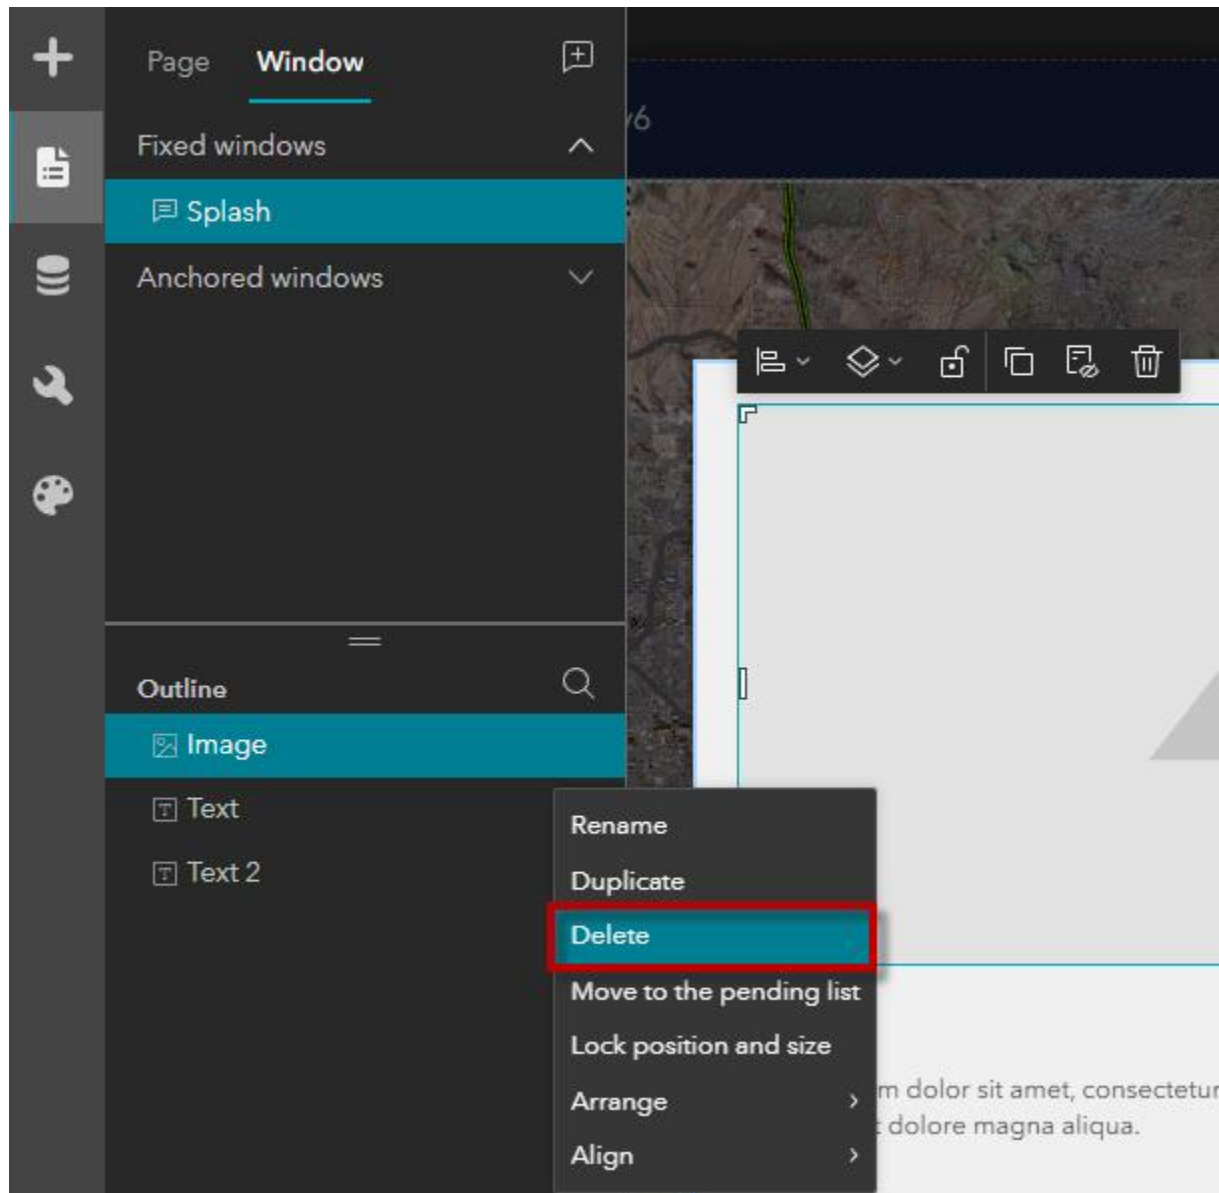 Page Window
Fixed windows
Splash
Anchored windows
Outline
Image
Text
Text 2
Rename
Duplicate
Delete
Move to the pending list
Lock position and size
Arrange
Align
dolor sit amet, consectetur
dolore magna aliqua.